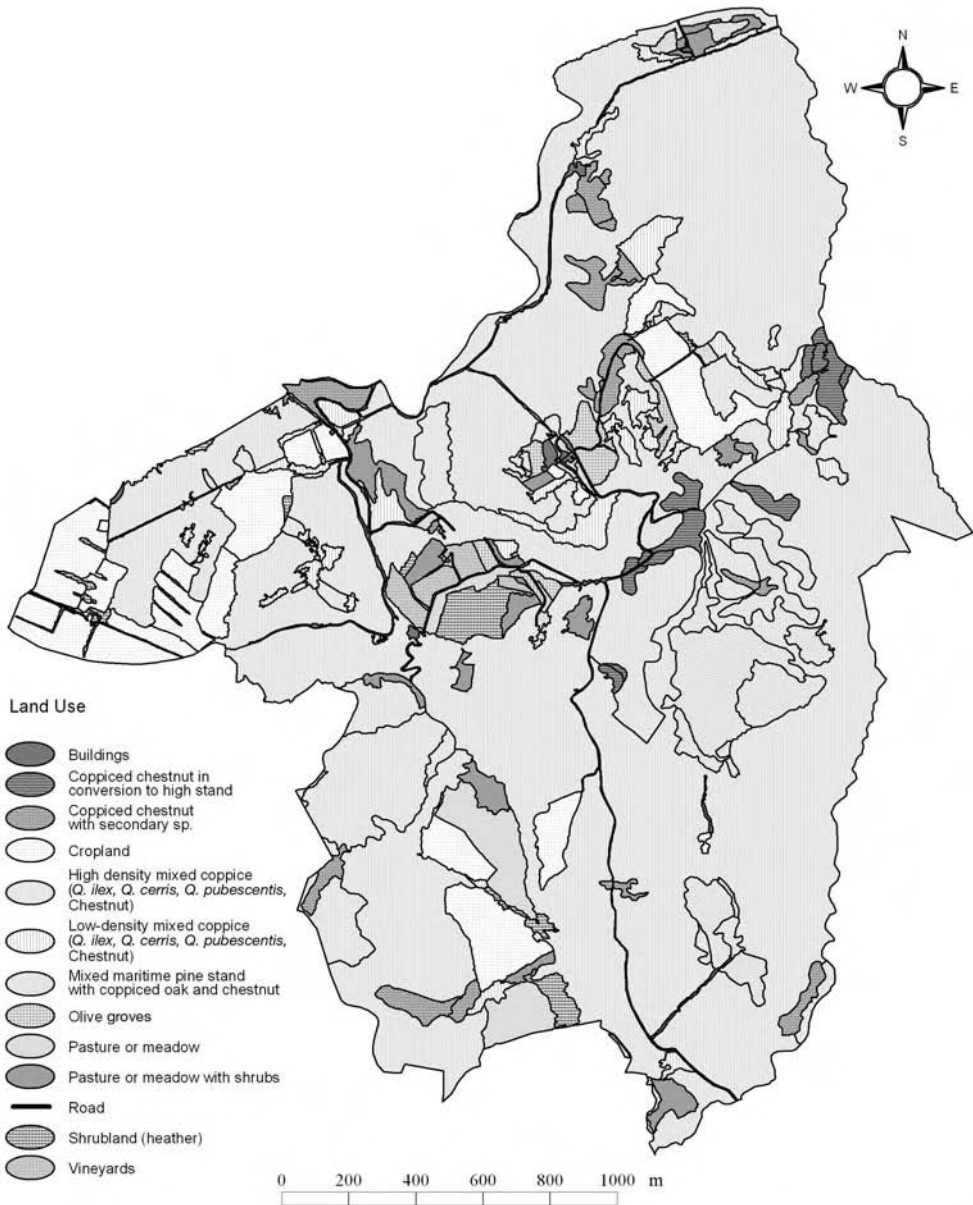 N
W E
S
Land Use
Buildings
Coppiced chestnut in
conversion to high stand
Coppiced chestnut
with secondary sp.
Cropland
High density mixed coppice
(Q. ilex, Q. cerris, Q. pubescentis,
Chestnut)
Low-density mixed coppice
(Q. ilex, Q. cerris, Q. pubescentis,
Chestnut)
Mixed maritime pine stand
with coppiced oak and chestnut
Olive groves
Pasture or meadow
Pasture or meadow with shrubs
Road
Shrubland (heather)
Vineyards
0 200 400 600 800 1000 m